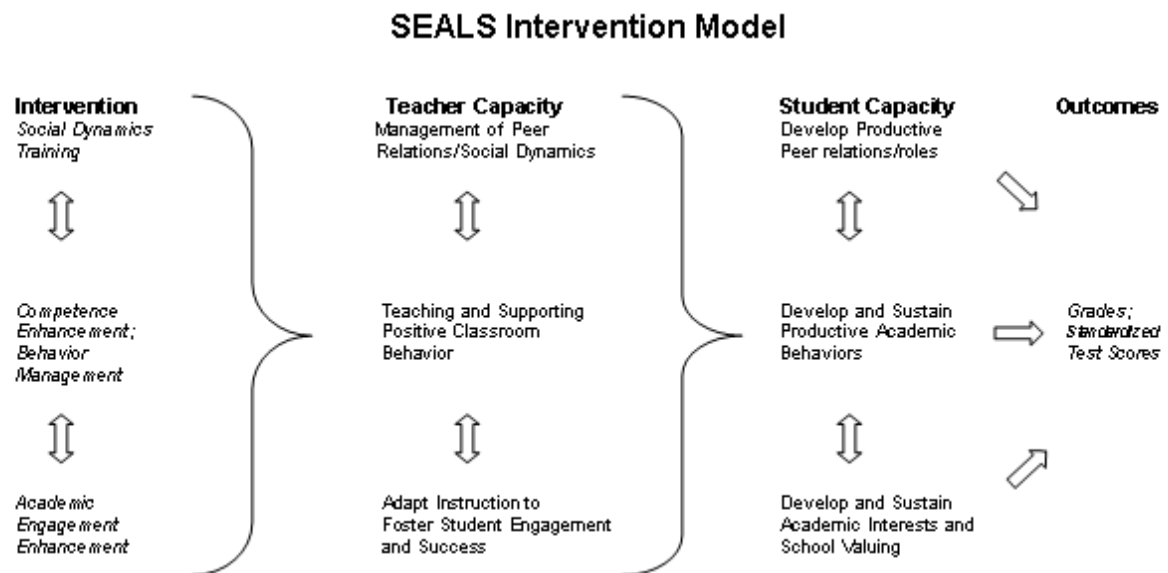 SEALS Intervention Model
Intervention
Social Dynamics
Training
Competence
Enhancement;
Behavior
Management
Academic
Engagement
Enhancement
Teacher Capacity
Management of Peer
Relations/Social Dynamics
Teaching and Supporting
Positive Classroom
Behavior
Adapt Instruction to
Foster Student Engagement
and Success
Student Capacity
Develop Productive
Peer relations/roles
Develop and Sustain
Productive Academic
Behaviors
Develop and Sustain
Academic Interests and
School Valuing
Outcomes
Grades;
Standardized
Test Scores